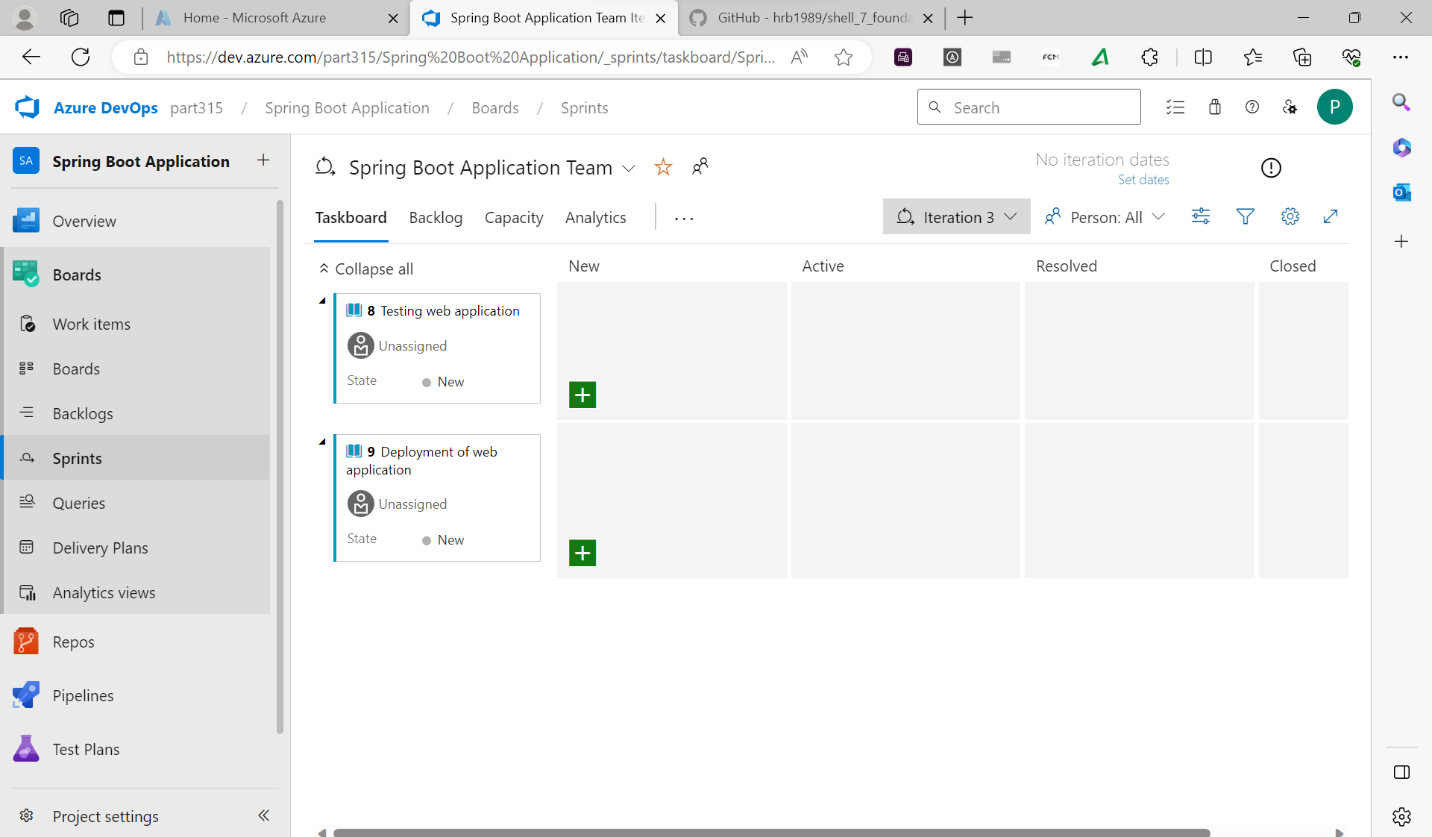 Home - Microsoft Azure
Spring Boot Application Team Ite
GitHub - hrb1989/shell_7_founda
https://dev.azure.com/part315/Spring%20Boot%20Application/_sprints/taskboard/Spri...
FCM
Azure DevOps part315 / Spring Boot Application / Boards / Sprints
Search
P
SA Spring Boot Application
Overview
Boards
Work items
Boards
Backlogs
Sprints
Queries
Delivery Plans
Analytics views
Repos
Pipelines
Test Plans
Project settings
Spring Boot Application Team
No iteration dates
Set dates
Taskboard Backlog Capacity Analytics
Iteration 3
Person: All
Collapse all
New Active Resolved Closed
8 Testing web application
Unassigned
State New
9 Deployment of web
application
Unassigned
State New